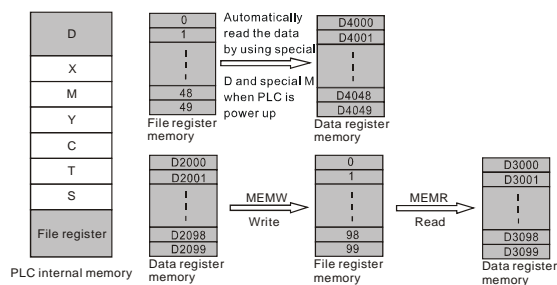 D
X
M
Y
C
T
S
File register
PLC internal memory
0
1
48
49
File register
memory
Automatically
read the data
by using special
D and special M
when PLC is
power up
D4000
D4001
D4048
D4049
Data register
memory
D2000
D2001
D2098
D2099
Data register
memory
MEMW
Write
0
1
98
99
File register
memory
MEMR
Read
D3000
D3001
D3098
D3099
Data register
memory